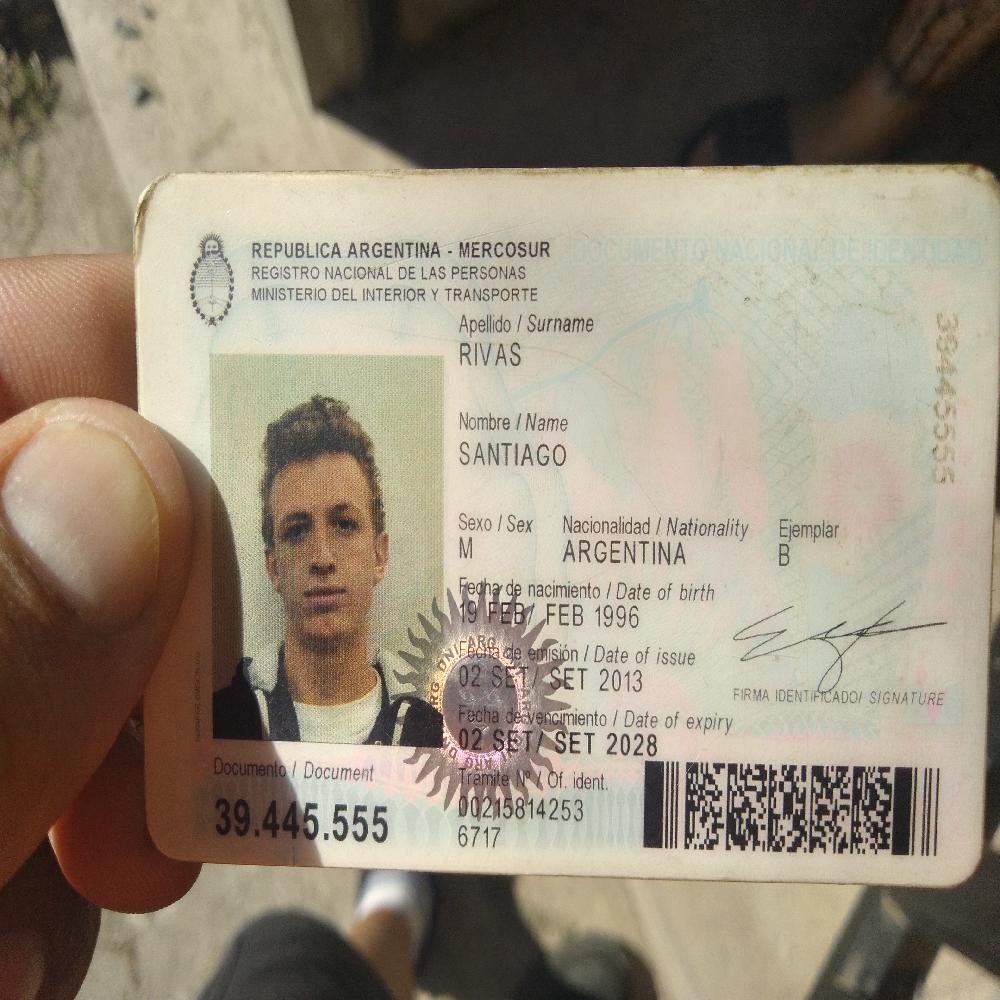 REPUBLICA ARGENTINA - MERCOSUR
REGISTRO NACIONAL DE LAS PERSONAS
MINISTERIO DEL INTERIOR Y TRANSPORTE
DOCUMENTO NACIONAL DE IDENTIDAD
Apellido / Surname
RIVAS
Nombre / Name
SANTIAGO
Sexo / Sex Nacionalidad / Nationality Ejemplar
M ARGENTINA B
Fecha de nacimiento / Date of birth
19 FEB/ FEB 1996
Fecha de emisión / Date of issue
02 SET/ SET 2013
FIRMA IDENTIFICADO/ SIGNATURE
Fecha de vencimiento / Date of expiry
02 SET/ SET 2028
Documento / Document
39.445.555
Trámite Nº / Of. ident.
00215814253
6717
39445555